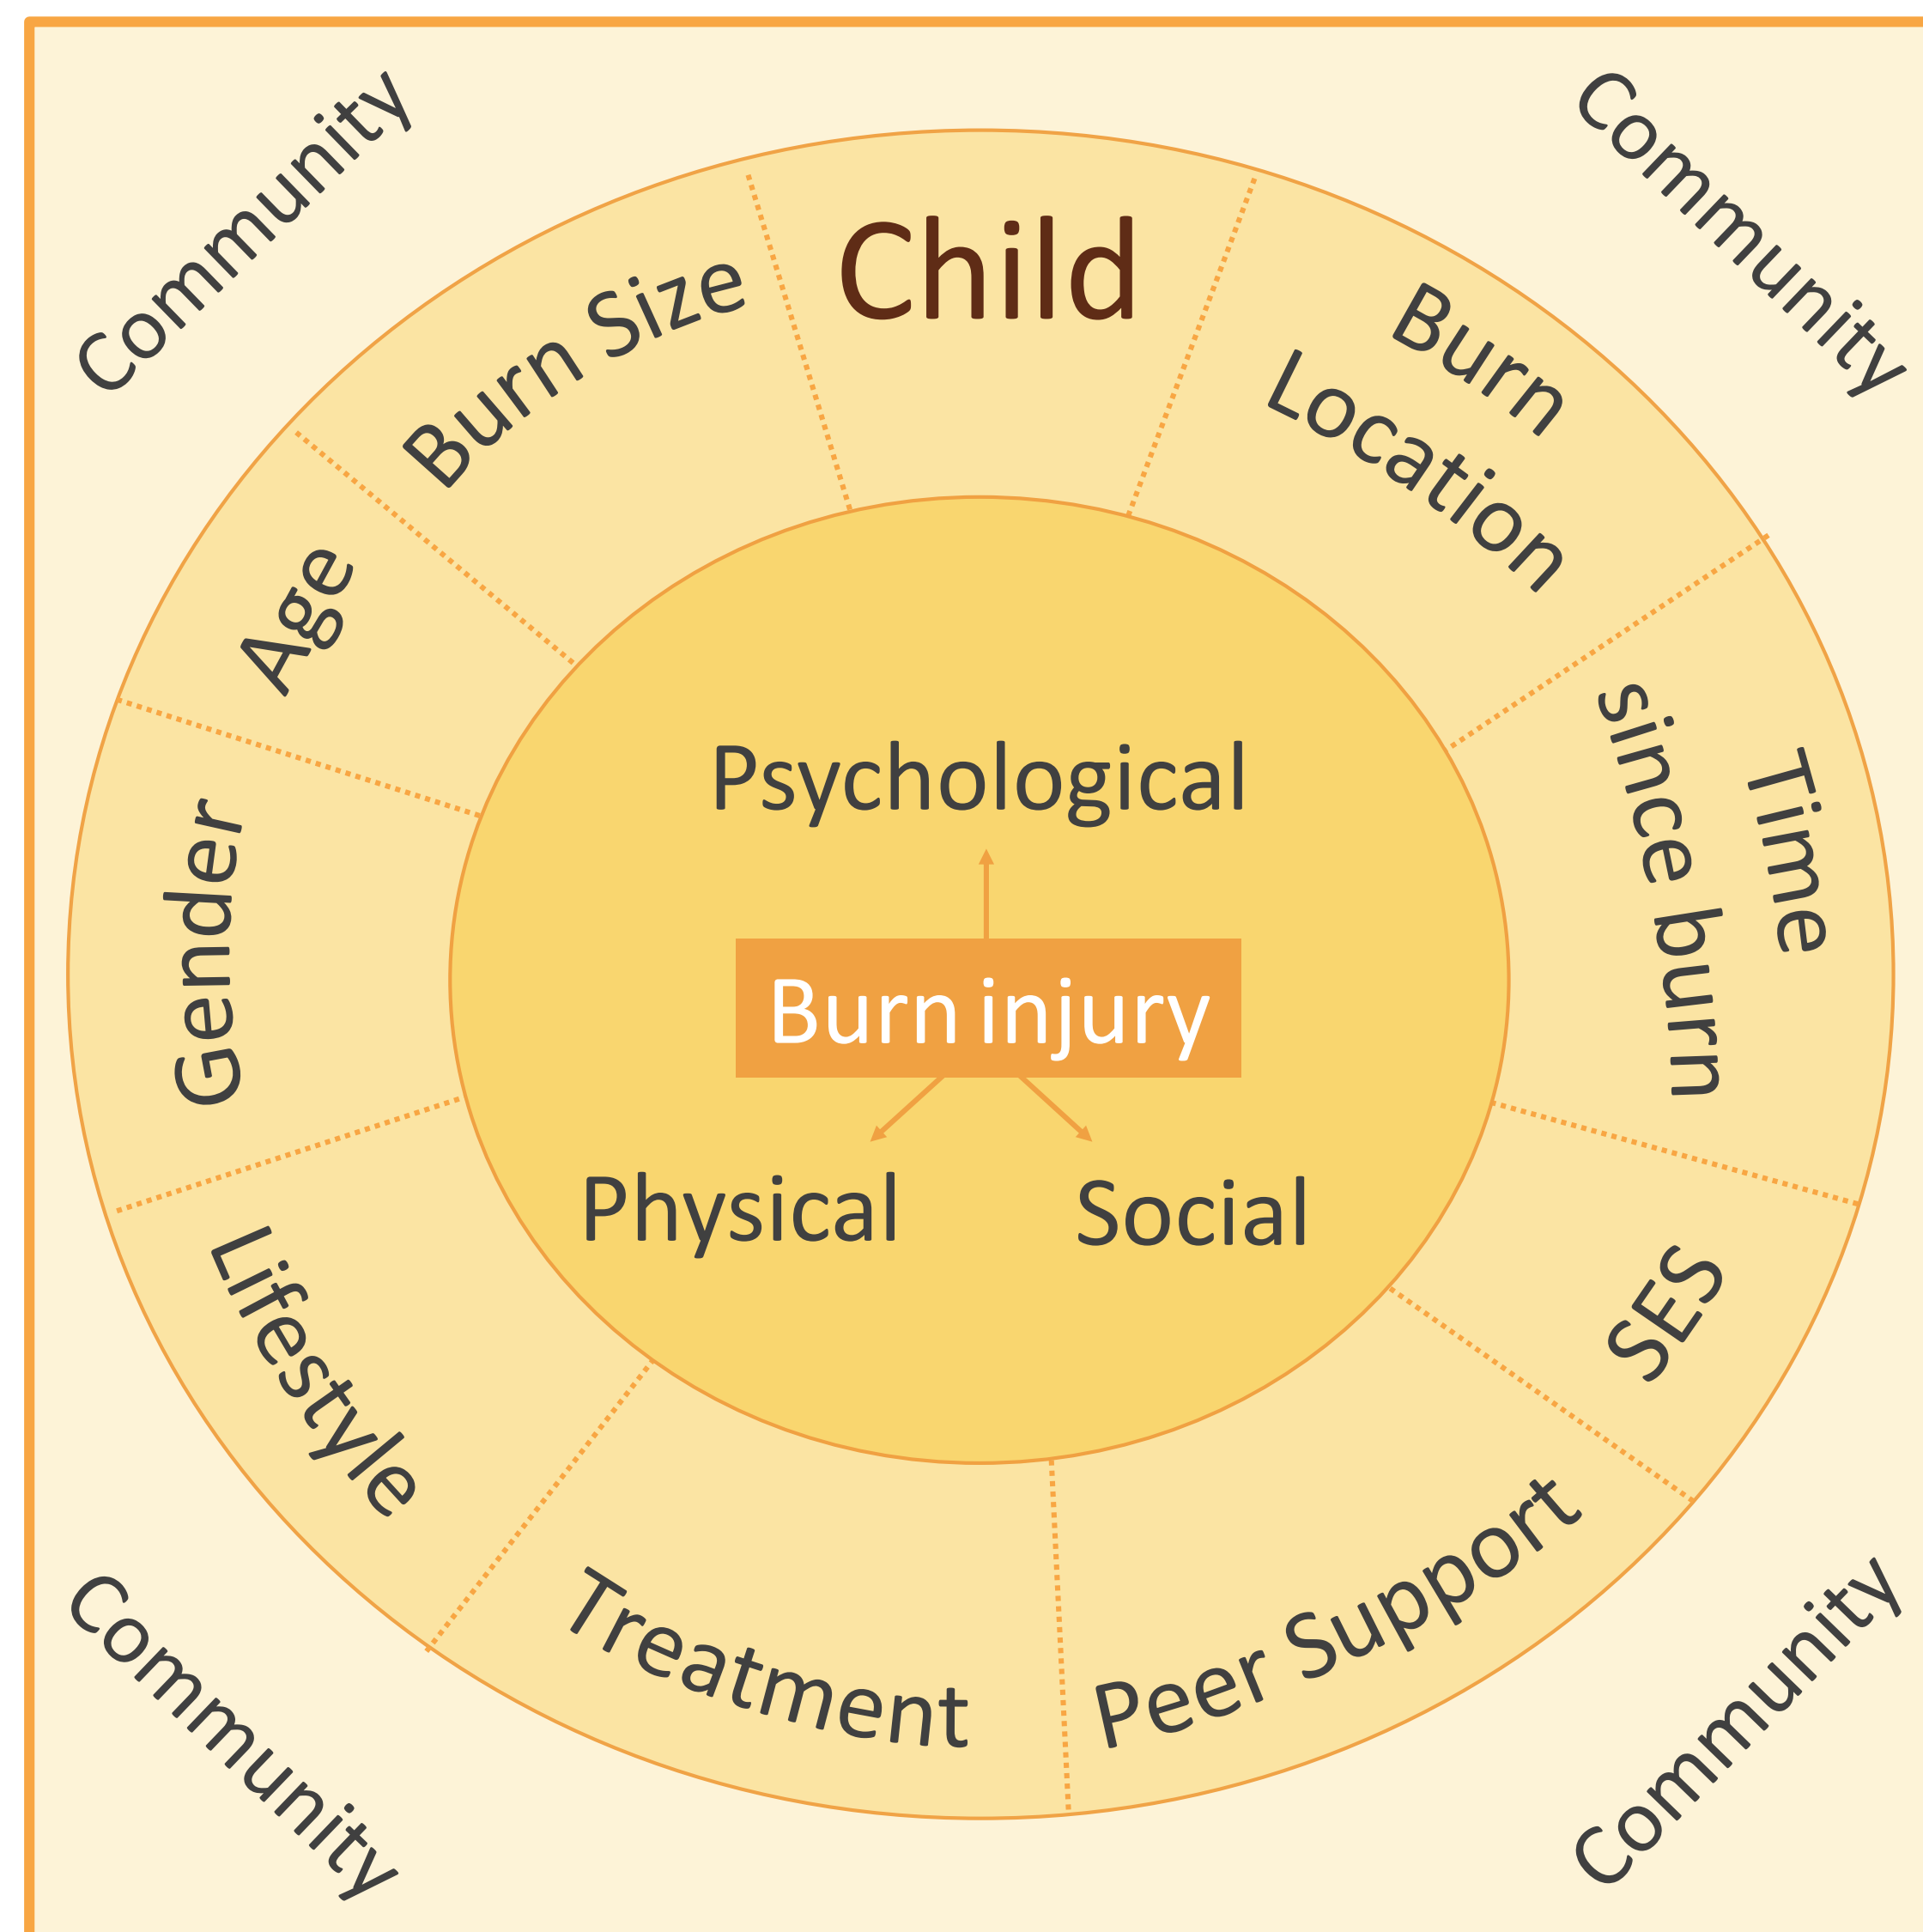 Community
Community
Child
Burn Size
Burn
Location
Age
Time
since burn
Gender
Psychological
Burn injury
Physical
Social
SES
Lifestyle
Treatment
Peer Support
Community
Community